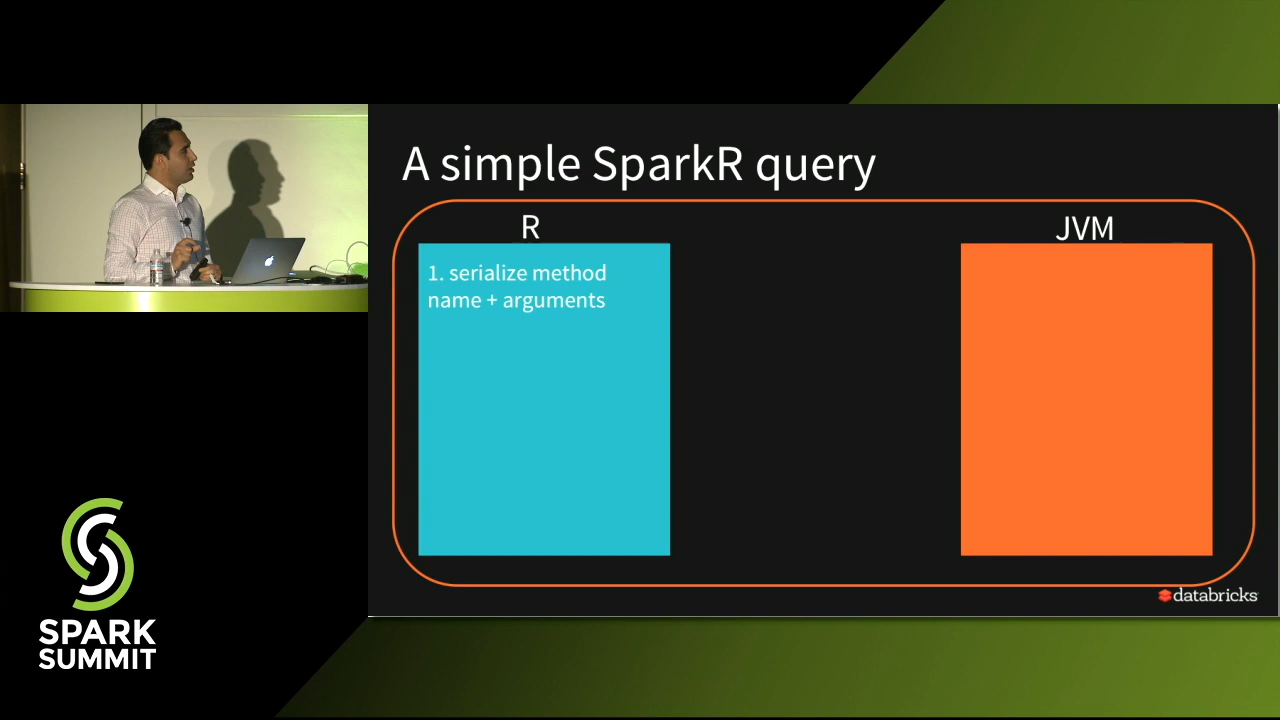 A simple SparkR query
R
JVM
1. serialize method
name + arguments
databricks
SPARK
SUMMIT